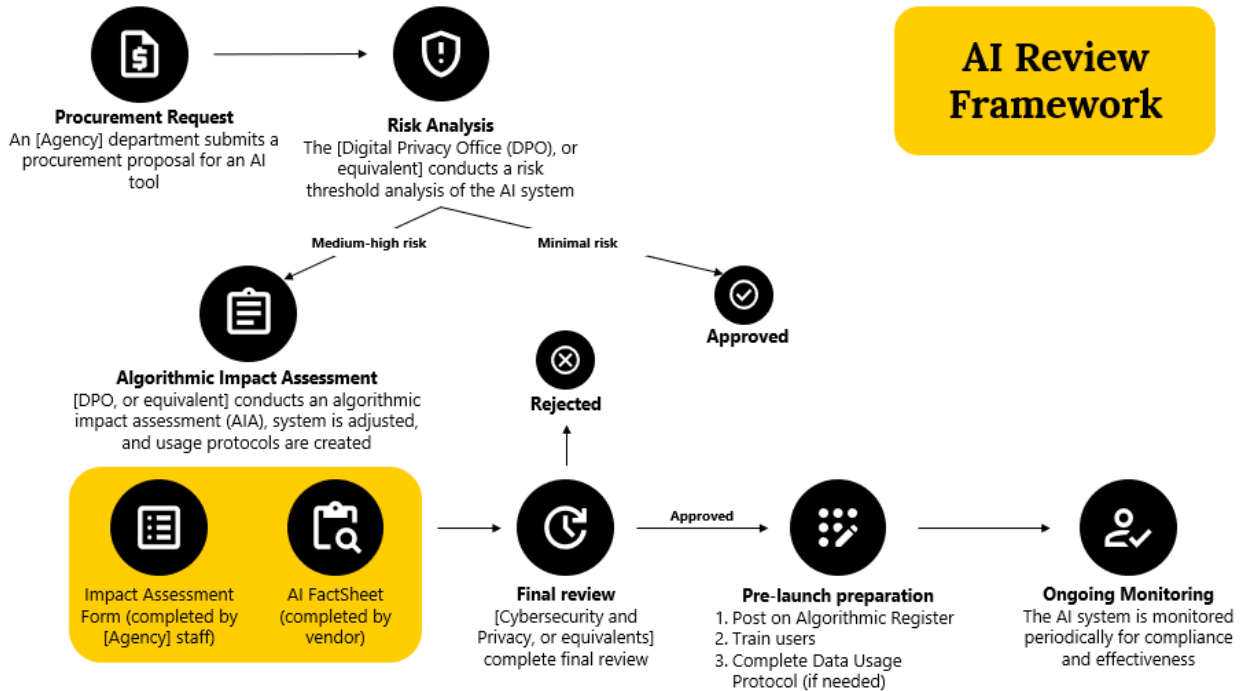 AI Review
Framework
Procurement Request
An [Agency] department submits a
procurement proposal for an AI
tool
Risk Analysis
The [Digital Privacy Office (DPO), or
equivalent] conducts a risk
threshold analysis of the AI system
Medium-high risk
Minimal risk
Approved
Algorithmic Impact Assessment
[DPO, or equivalent] conducts an algorithmic
impact assessment (AIA), system is adjusted,
and usage protocols are created
Rejected
Impact Assessment
Form (completed by
[Agency] staff)
AI FactSheet
(completed by
vendor)
Final review
[Cybersecurity and
Privacy, or equivalents]
complete final review
Approved
Pre-launch preparation
1. Post on Algorithmic Register
2. Train users
3. Complete Data Usage
Protocol (if needed)
Ongoing Monitoring
The AI system is monitored
periodically for compliance
and effectiveness